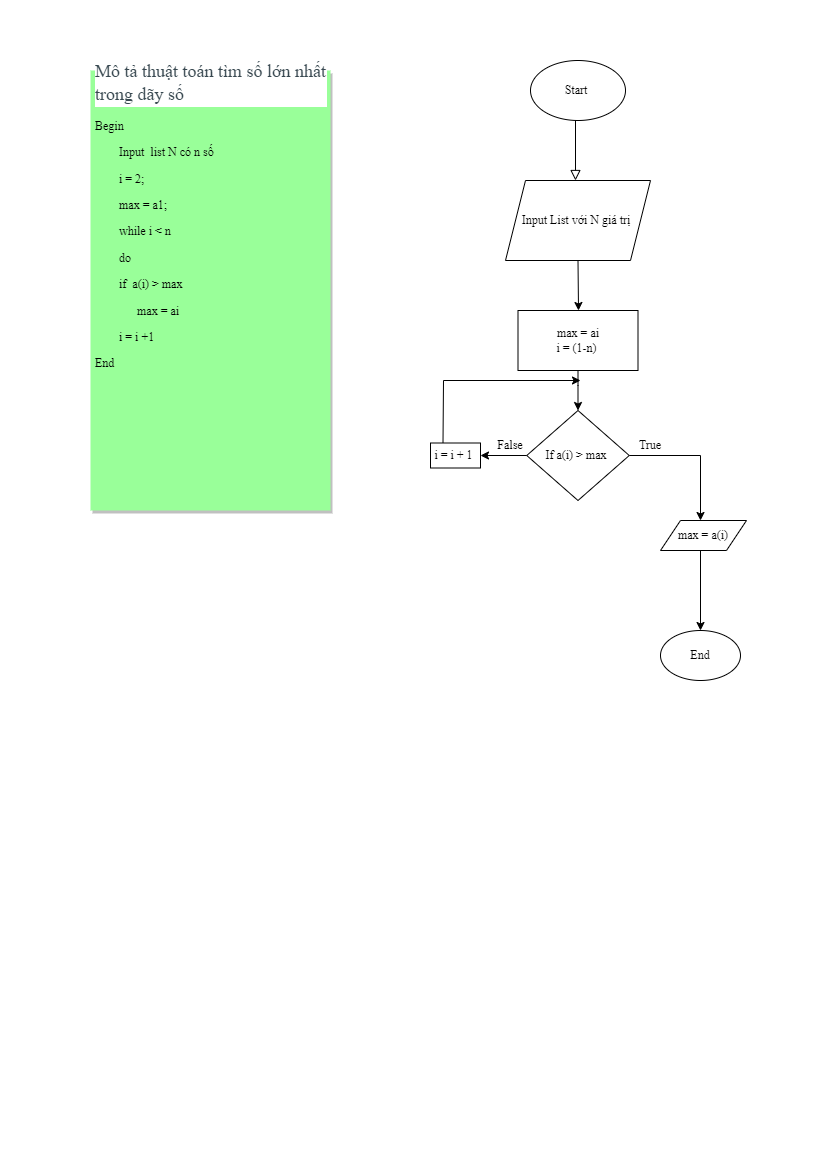 Mô tả thuật toán tìm số lớn nhất
trong dãy số
Begin
Input list N có n số
i = 2;
max = a1;
while i < n
do
if a(i) > max
max = ai
i = i +1
End
Start
Input List với N giá trị
max = ai
i = (1-n)
If a(i) > max
False
True
i = i + 1
max = a(i)
End